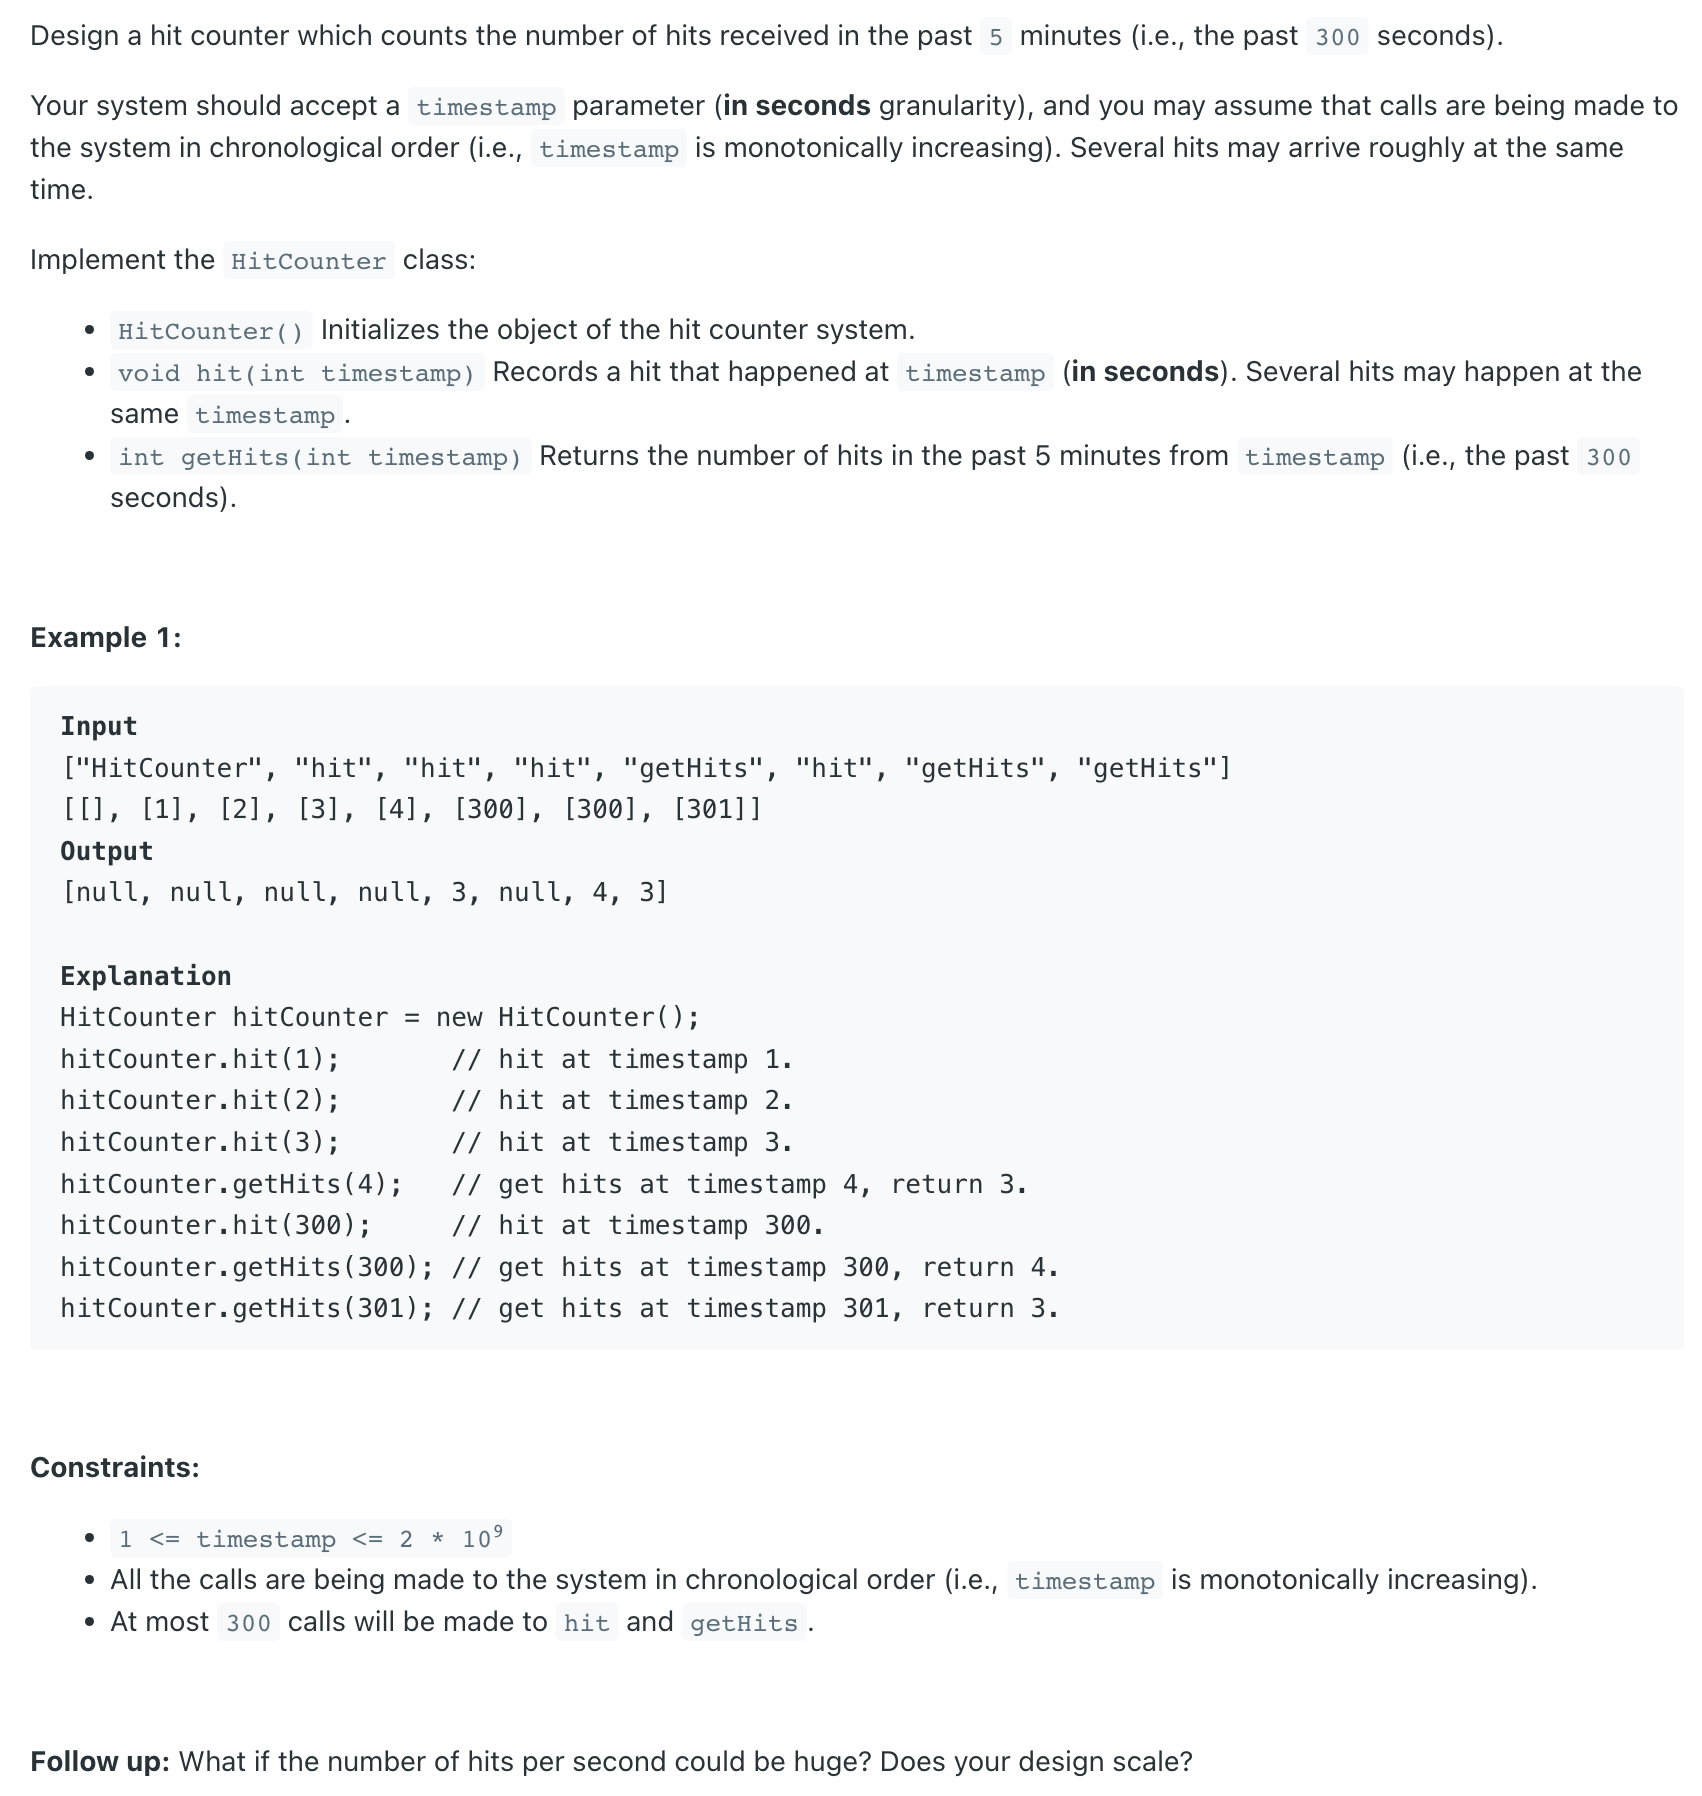 Design a hit counter which counts the number of hits received in the past 5 minutes (i.e., the past 300 seconds).
Your system should accept a timestamp parameter (in seconds granularity), and you may assume that calls are being made to
the system in chronological order (i.e., timestamp is monotonically increasing). Several hits may arrive roughly at the same
time.
Implement the HitCounter class:
• HitCounter() Initializes the object of the hit counter system.
• void hit(int timestamp) Records a hit that happened at timestamp (in seconds). Several hits may happen at the
same timestamp.
• int getHits(int timestamp) Returns the number of hits in the past 5 minutes from timestamp (i.e., the past 300
seconds).
Example 1:
Input
["HitCounter", "hit", "hit", "hit", "getHits", "hit", "getHits", "getHits"]
[[], [1], [2], [3], [4], [300], [300], [301]]
Output
[null, null, null, null, 3, null, 4, 3]
Explanation
HitCounter hitCounter = new HitCounter();
hitCounter.hit(1);       // hit at timestamp 1.
hitCounter.hit(2);       // hit at timestamp 2.
hitCounter.hit(3);       // hit at timestamp 3.
hitCounter.getHits(4);   // get hits at timestamp 4, return 3.
hitCounter.hit(300);     // hit at timestamp 300.
hitCounter.getHits(300); // get hits at timestamp 300, return 4.
hitCounter.getHits(301); // get hits at timestamp 301, return 3.
Constraints:
• 1 <= timestamp <= 2 * 10⁹
• All the calls are being made to the system in chronological order (i.e., timestamp is monotonically increasing).
• At most 300 calls will be made to hit and getHits.
Follow up: What if the number of hits per second could be huge? Does your design scale?